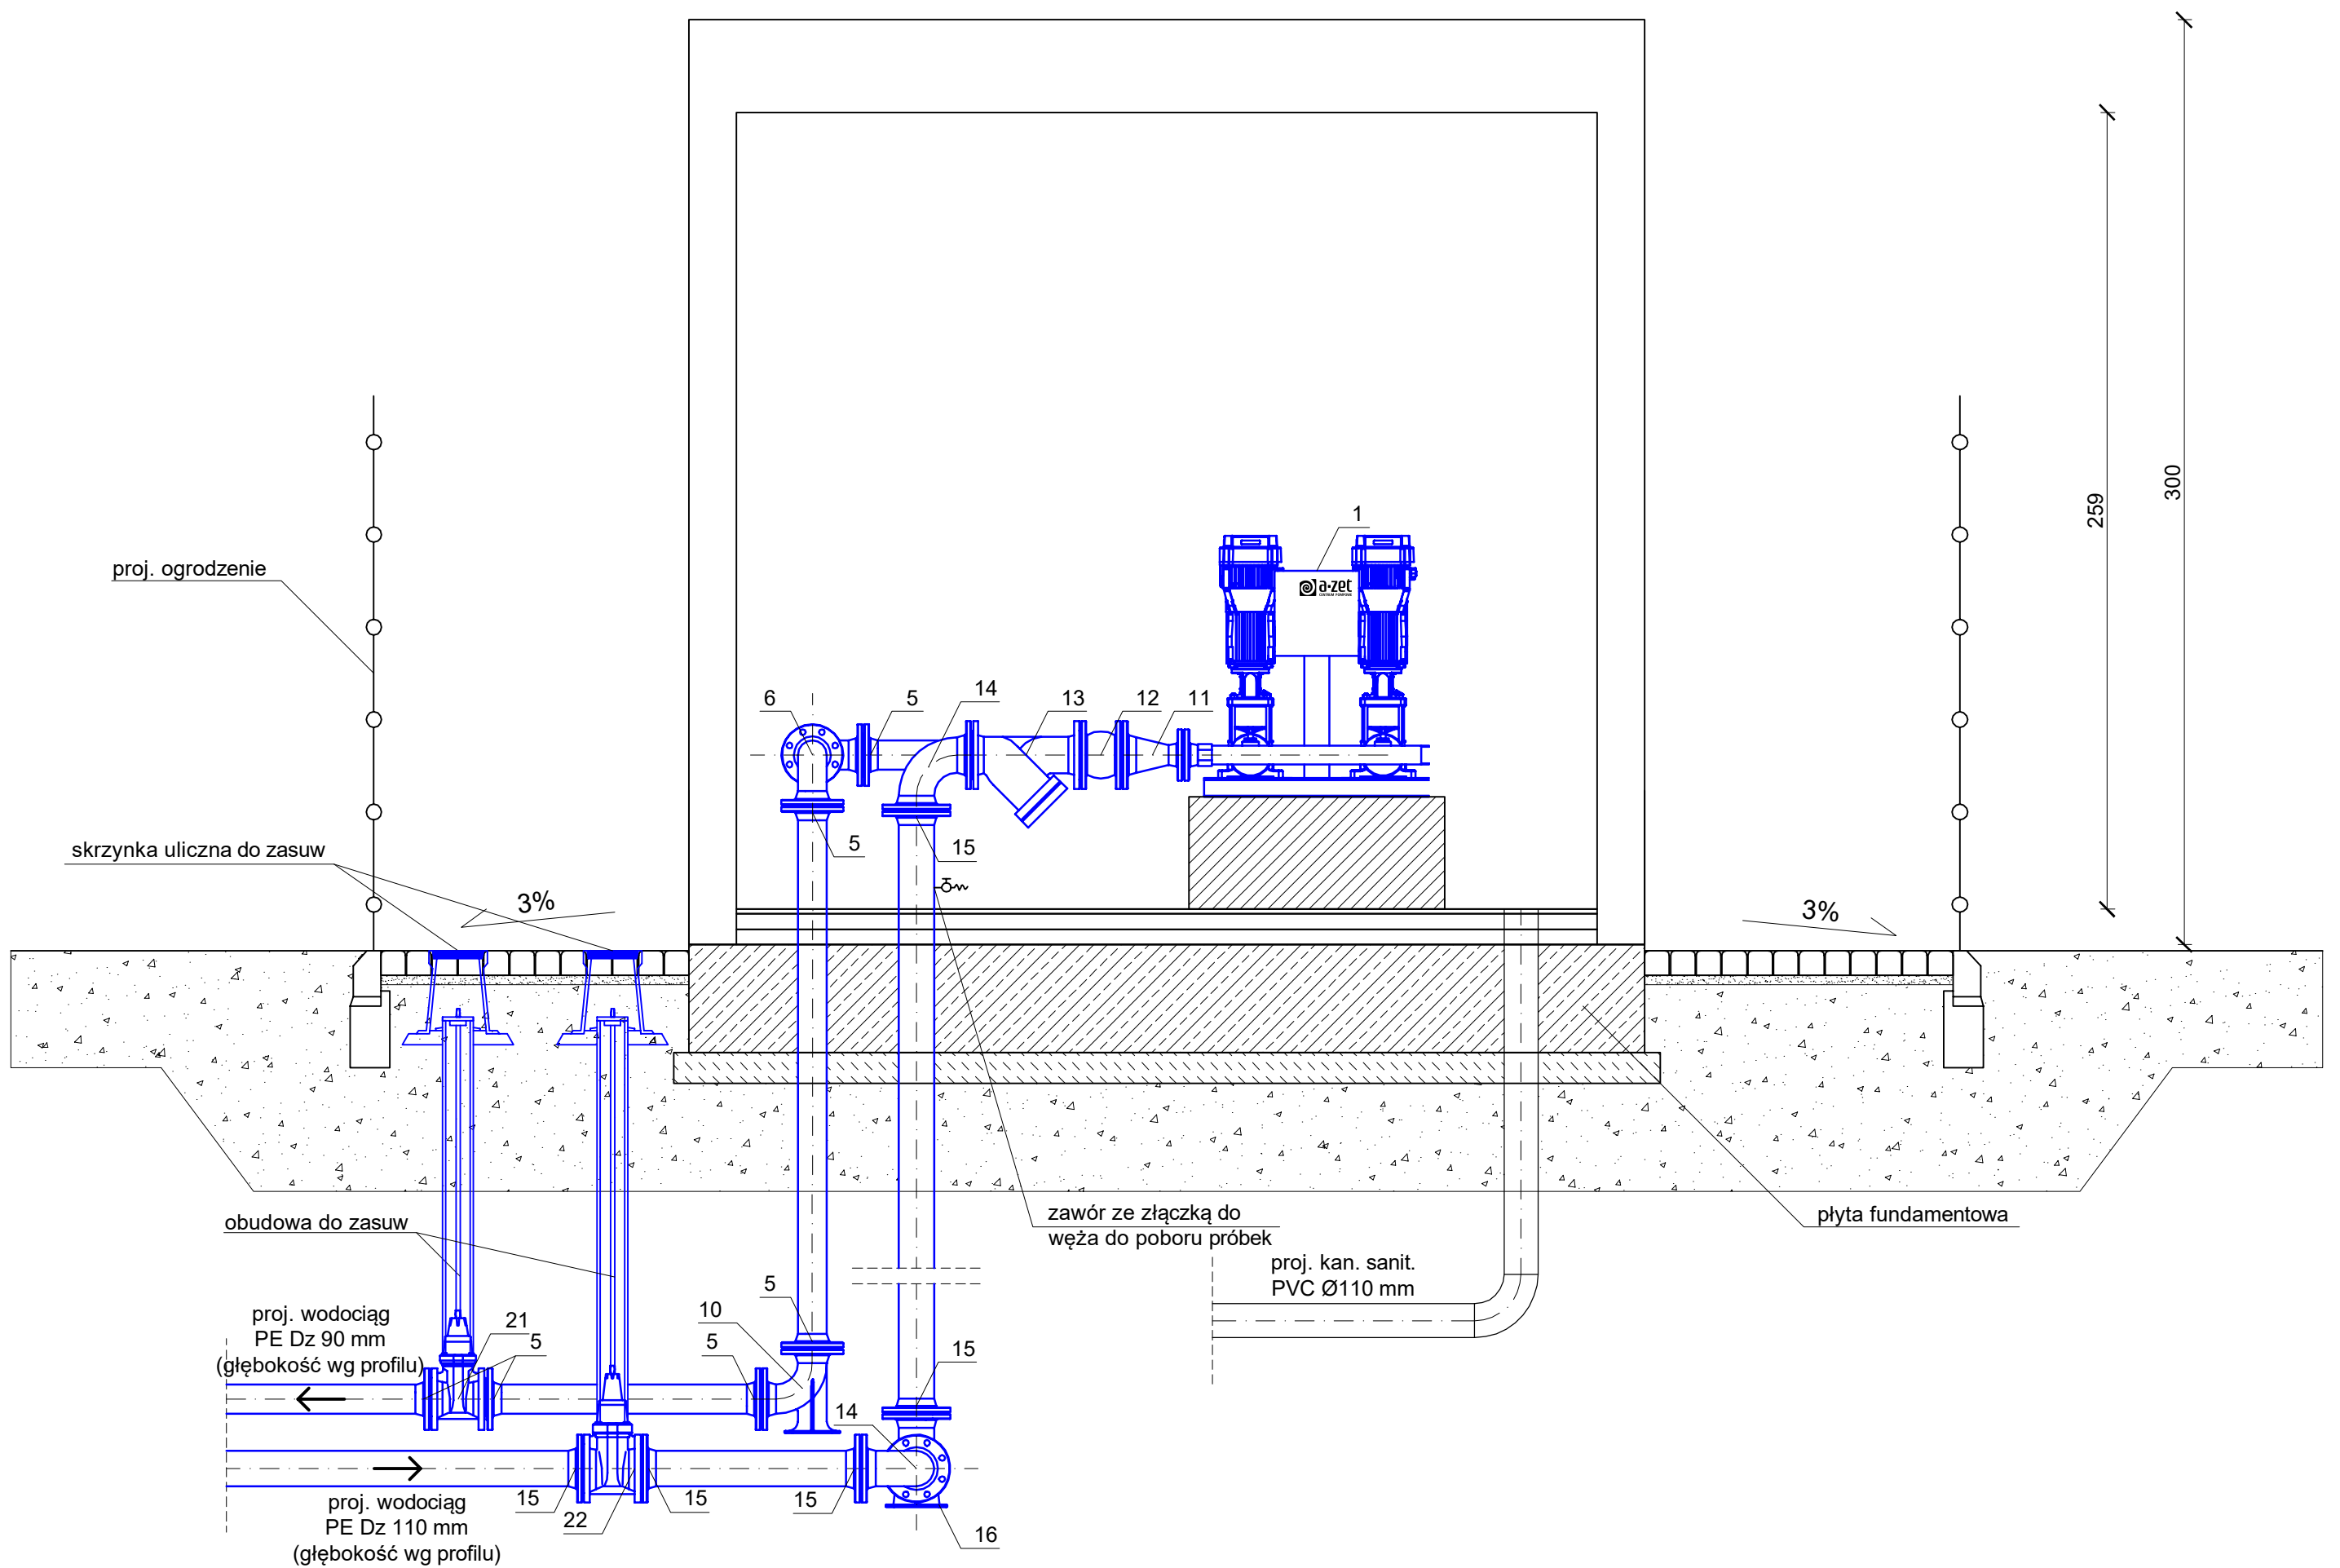 300
259
1
a·zet
proj. ogrodzenie
6
5
14
13
12
11
skrzynka uliczna do zasuw
5
15
3%
3%
obudowa do zasuw
zawór ze złączką do
węża do poboru próbek
płyta fundamentowa
proj. kan. sanit.
PVC Ø110 mm
proj. wodociąg
PE Dz 90 mm
(głębokość wg profilu)
21
5
10
5
5
15
14
15
22
15
15
16
proj. wodociąg
PE Dz 110 mm
(głębokość wg profilu)